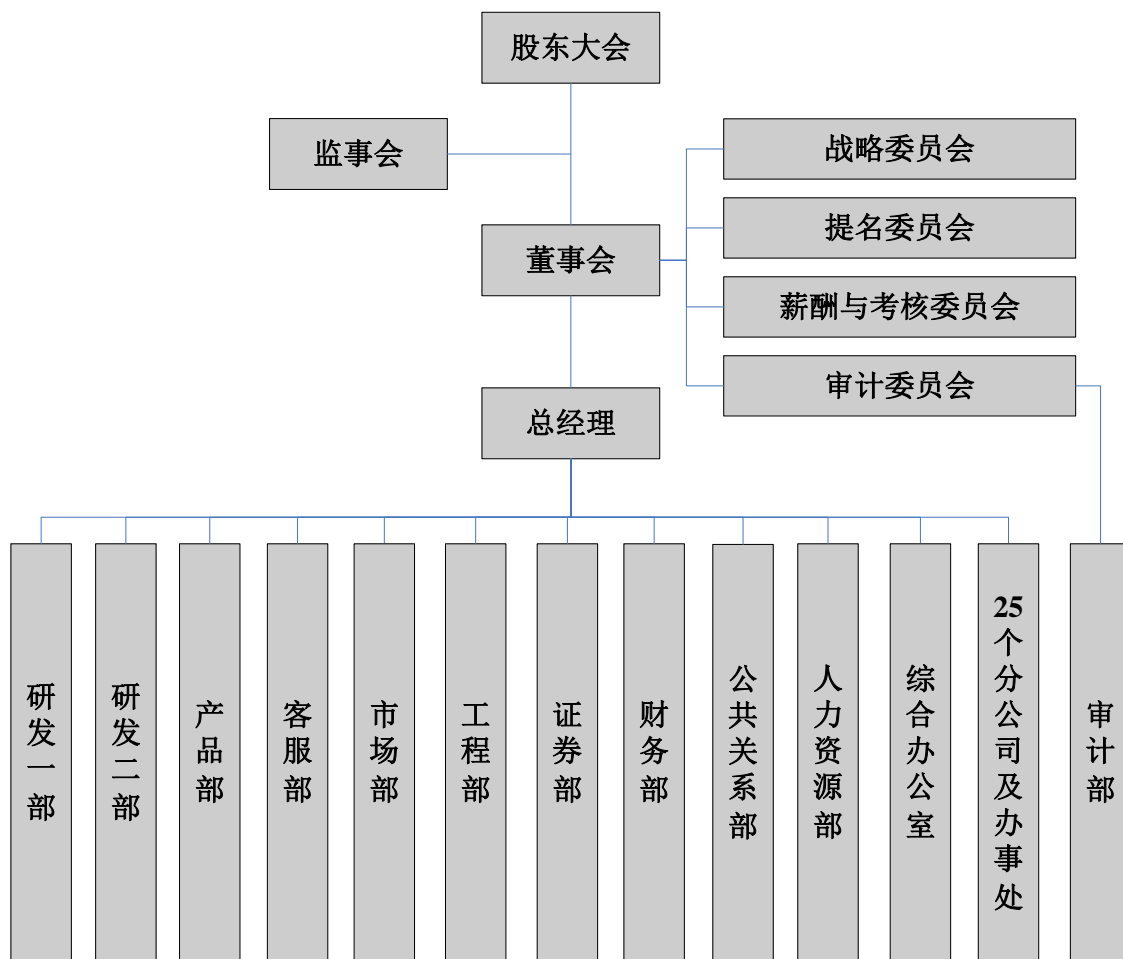 股东大会
监事会
战略委员会
提名委员会
董事会
薪酬与考核委员会
审计委员会
总经理
研发一部
研发二部
产品部
客服部
市场部
工程部
证券部
财务部
公共关系部
人力资源部
综合办公室
25个分公司及办事处
审计部